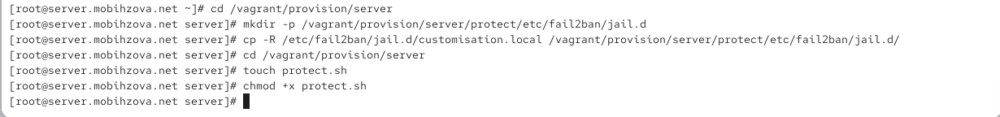 [root@server.mobihzova.net ~]# cd /vagrant/provision/server
[root@server.mobihzova.net server]# mkdir -p /vagrant/provision/server/protect/etc/fail2ban/jail.d
[root@server.mobihzova.net server]# cp -R /etc/fail2ban/jail.d/customisation.local /vagrant/provision/server/protect/etc/fail2ban/jail.d/
[root@server.mobihzova.net server]# cd /vagrant/provision/server
[root@server.mobihzova.net server]# touch protect.sh
[root@server.mobihzova.net server]# chmod +x protect.sh
[root@server.mobihzova.net server]#